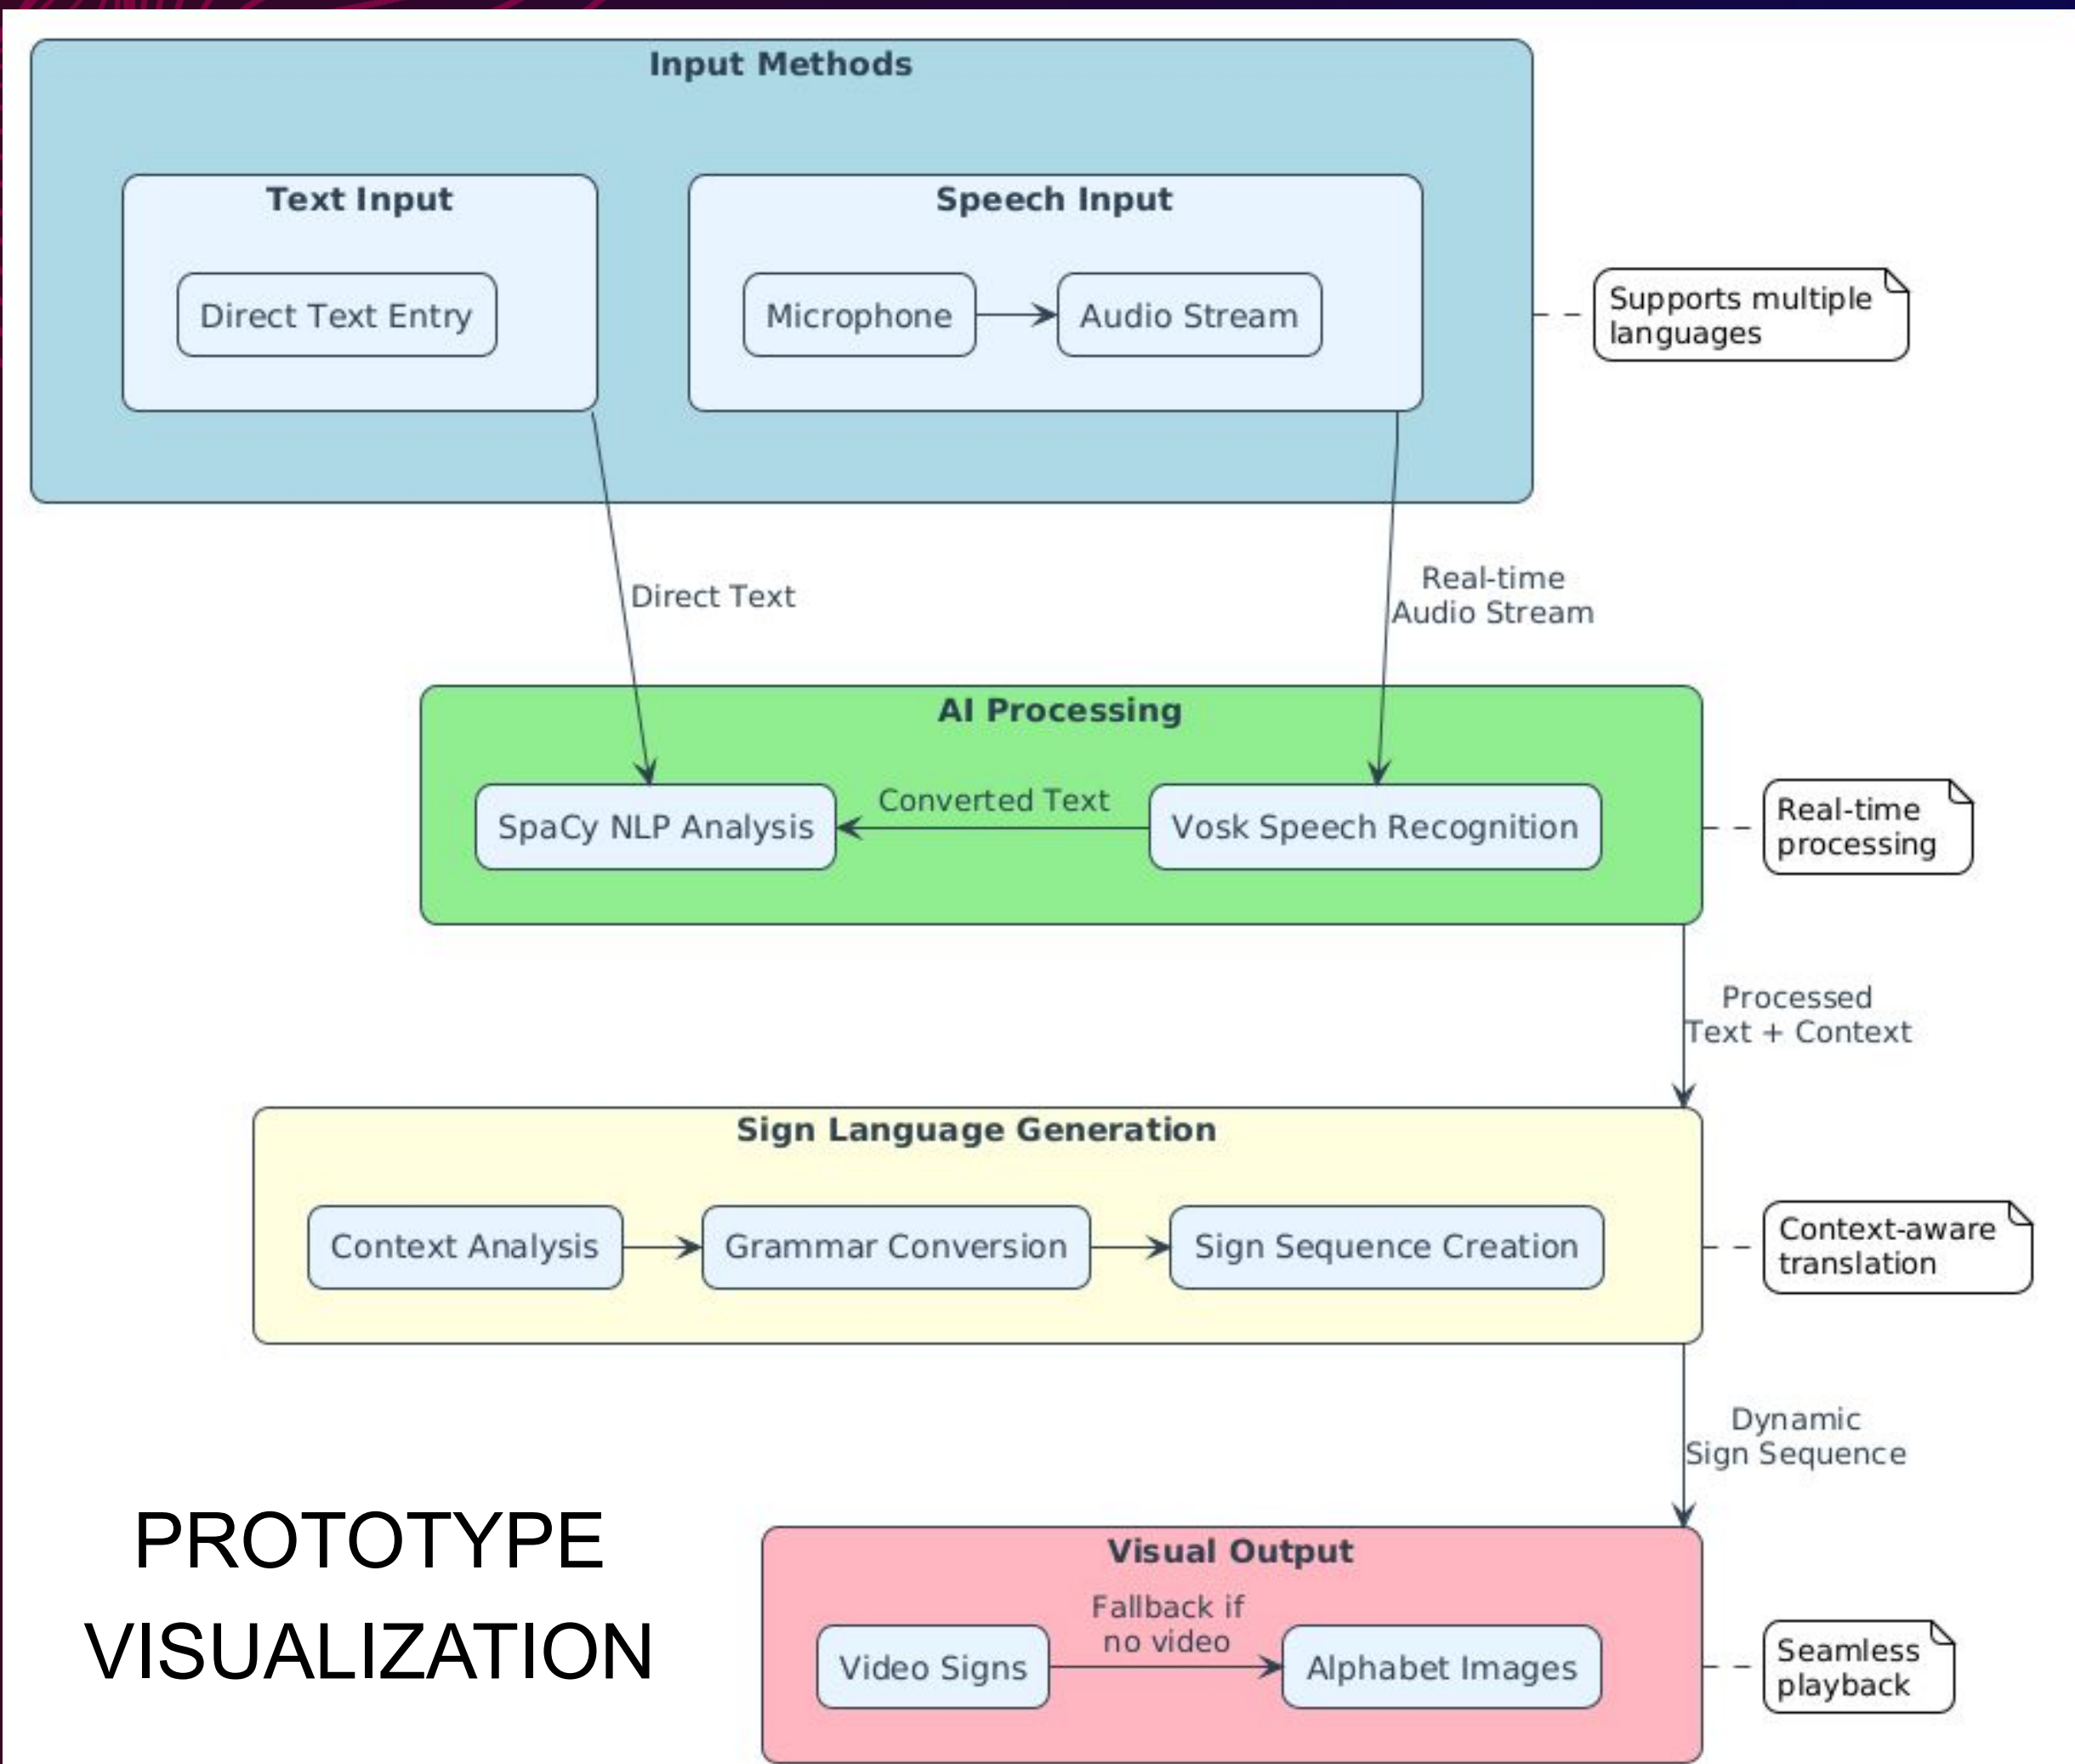 Input Methods
Text Input
Speech Input
Direct Text Entry
Microphone
Audio Stream
Supports multiple
languages
Direct Text
Real-time
Audio Stream
AI Processing
SpaCy NLP Analysis
Converted Text
Vosk Speech Recognition
Real-time
processing
Processed
Text + Context
Sign Language Generation
Context Analysis
Grammar Conversion
Sign Sequence Creation
Context-aware
translation
Dynamic
Sign Sequence
PROTOTYPE
VISUALIZATION
Visual Output
Fallback if
no video
Video Signs
Alphabet Images
Seamless
playback